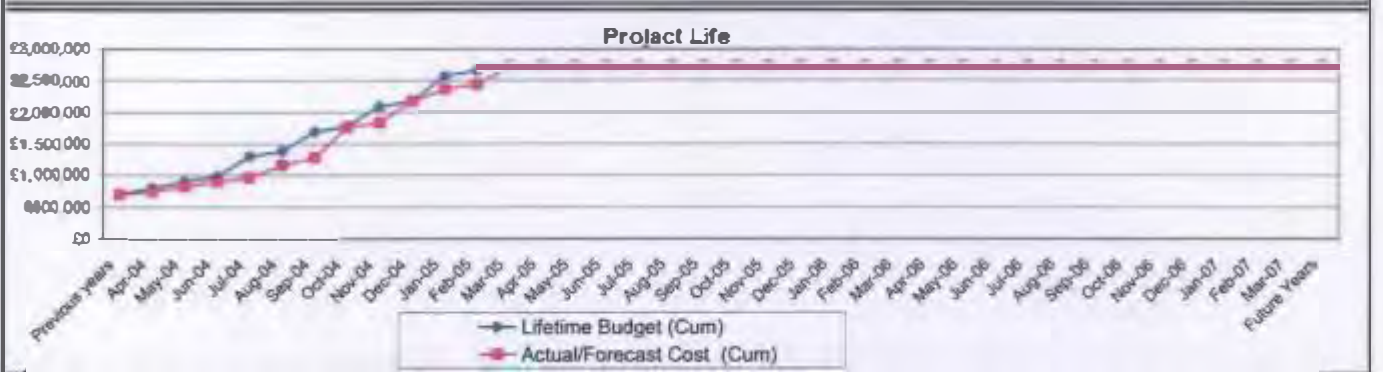 Projact Life
£3,000,000
£2,500,000
£2,000,000
£1.500,000
£1,000,000
£500,000
£0
Previous years
Apr-04
May-04
Jun-04
Jul-04
Aug-04
Sep-04
Oct-04
Nov-04
Dec-04
Jan-05
Feb-05
Mar-05
Apr-05
May-05
Jun-05
Jul-05
Aug-05
Sep-05
Oct-05
Nov-05
Dec-05
Jan-06
Feb-06
Mar-06
Apr-06
May-06
Jun-06
Jul-06
Aug-06
Sep-06
Oct-06
Nov-06
Dec-06
Jan-07
Feb-07
Mar-07
Future Years
Lifetime Budget (Cum)
Actual/Forecast Cost (Cum)